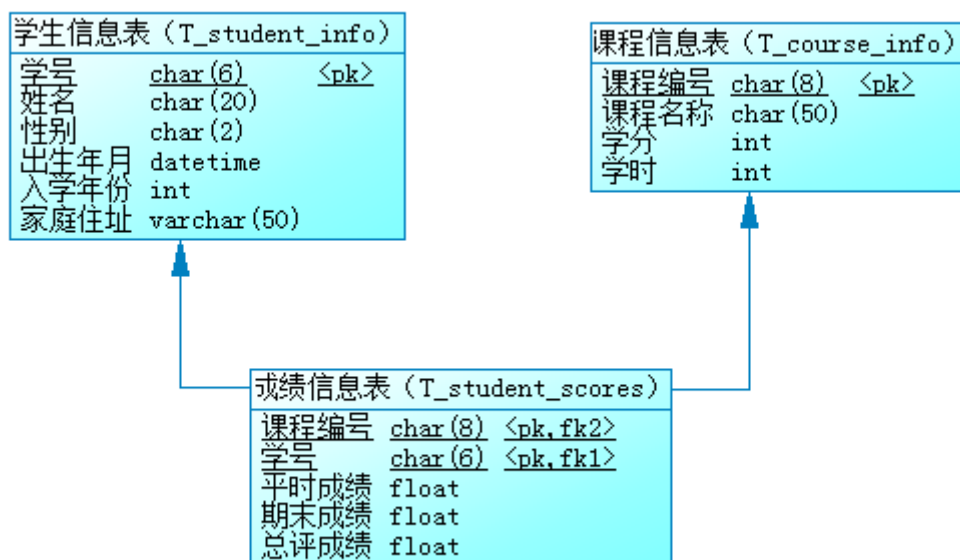 学生信息表（T_student_info）
学号 char(6) <pk>
姓名 char(20)
性别 char(2)
出生年月 datetime
入学年份 int
家庭住址 varchar(50)
课程信息表（T_course_info）
课程编号 char(8) <pk>
课程名称 char(50)
学分 int
学时 int
成绩信息表（T_student_scores）
课程编号 char(8) <pk,fk2>
学号 char(6) <pk,fk1>
平时成绩 float
期末成绩 float
总评成绩 float